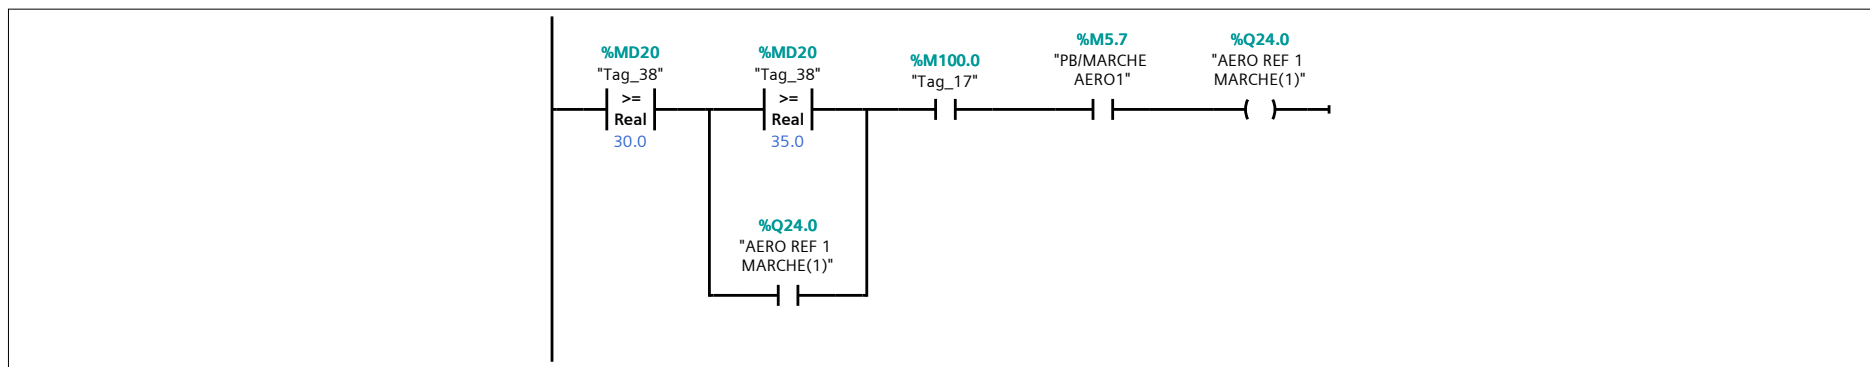 %MD20
"Tag_38"
>=
Real
30.0
%MD20
"Tag_38"
>=
Real
35.0
%M100.0
"Tag_17"
%M5.7
"PB/MARCHE
AERO1"
%Q24.0
"AERO REF 1
MARCHE(1)"
%Q24.0
"AERO REF 1
MARCHE(1)"